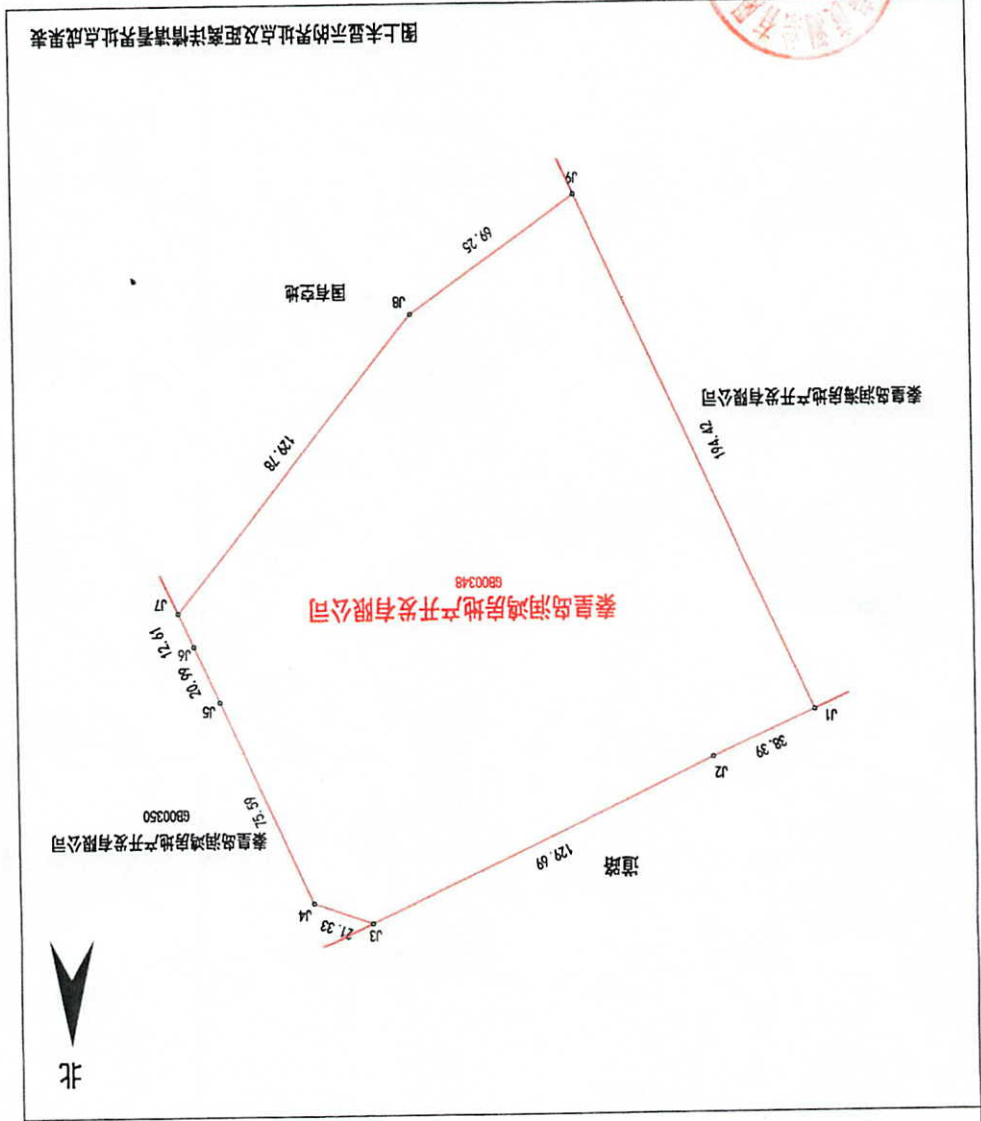 北
J3
21.33
J4
129.69
道路
J2
38.39
J1
75.59
秦皇岛润鸿房地产开发有限公司
GB00350
J5
20.99
J6
12.61
J7
秦皇岛润鸿房地产开发有限公司
GB00348
194.42
秦皇岛润海房地产开发有限公司
129.78
J8
国有空地
69.25
J9
图上未显示的界址点及距离详情请看界址点成果表